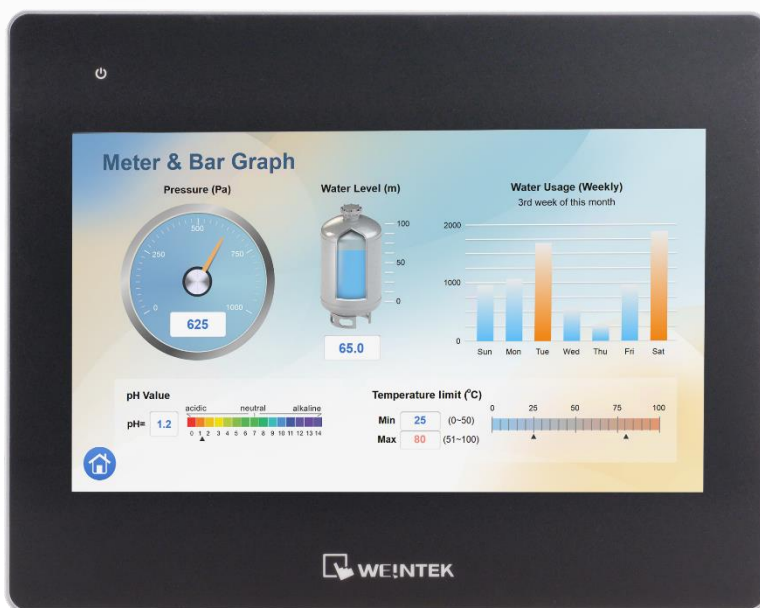 Meter & Bar Graph
Pressure (Pa)
0
250
500
750
1000
625
Water Level (m)
100
50
0
65.0
Water Usage (Weekly)
3rd week of this month
2000
1000
0
Sun Mon Tue Wed Thu Fri Sat
pH Value
acidic neutral alkaline
pH= 1.2
0 1 2 3 4 5 6 7 8 9 10 11 12 13 14
Temperature limit (°C)
Min 25 (0~50)
Max 80 (51~100)
0 25 50 75 100
WE!NTEK